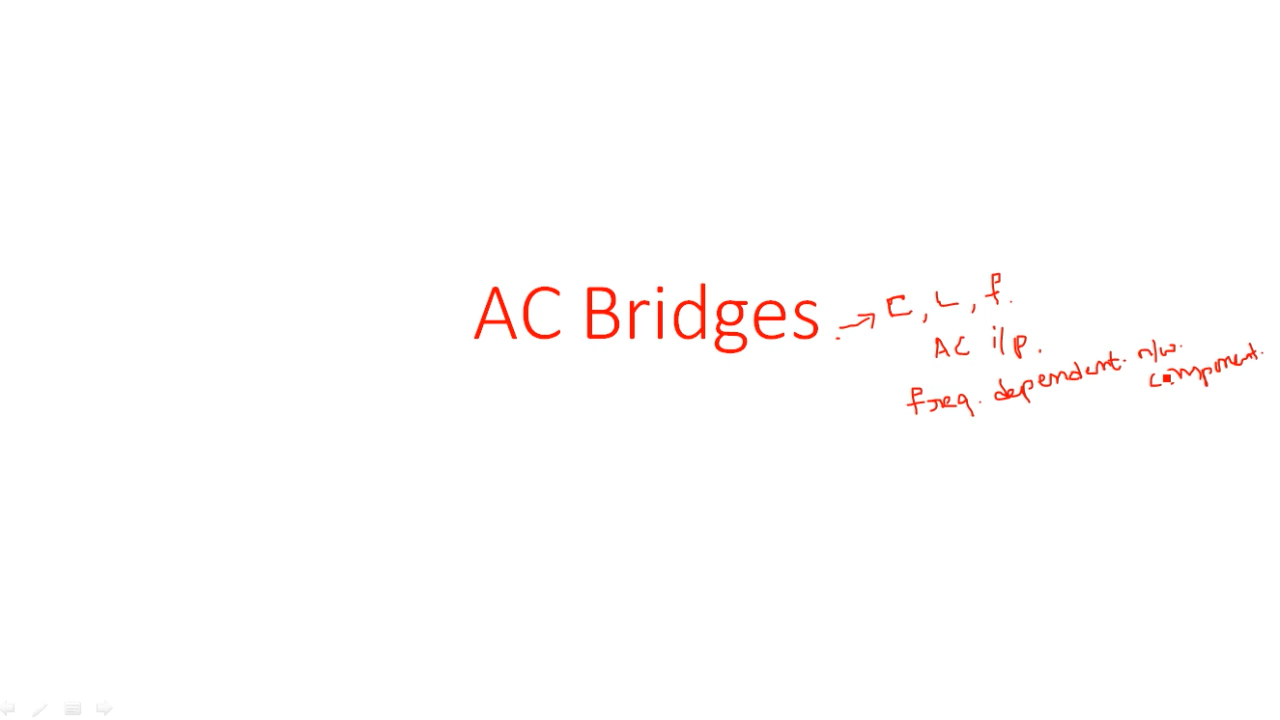 AC Bridges → C, L, f.
AC i/p.
freq. dependent. n/w.
component.